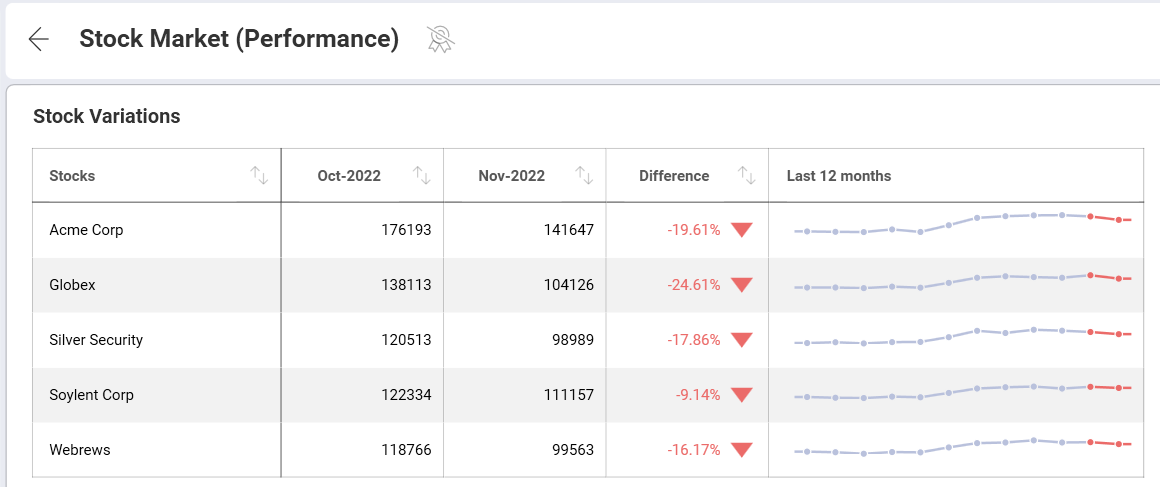 Stock Market (Performance)
Stock Variations
Stocks Oct-2022 Nov-2022 Difference Last 12 months
Acme Corp 176193 141647 -19.61%
Globex 138113 104126 -24.61%
Silver Security 120513 98989 -17.86%
Soylent Corp 122334 111157 -9.14%
Webrews 118766 99563 -16.17%